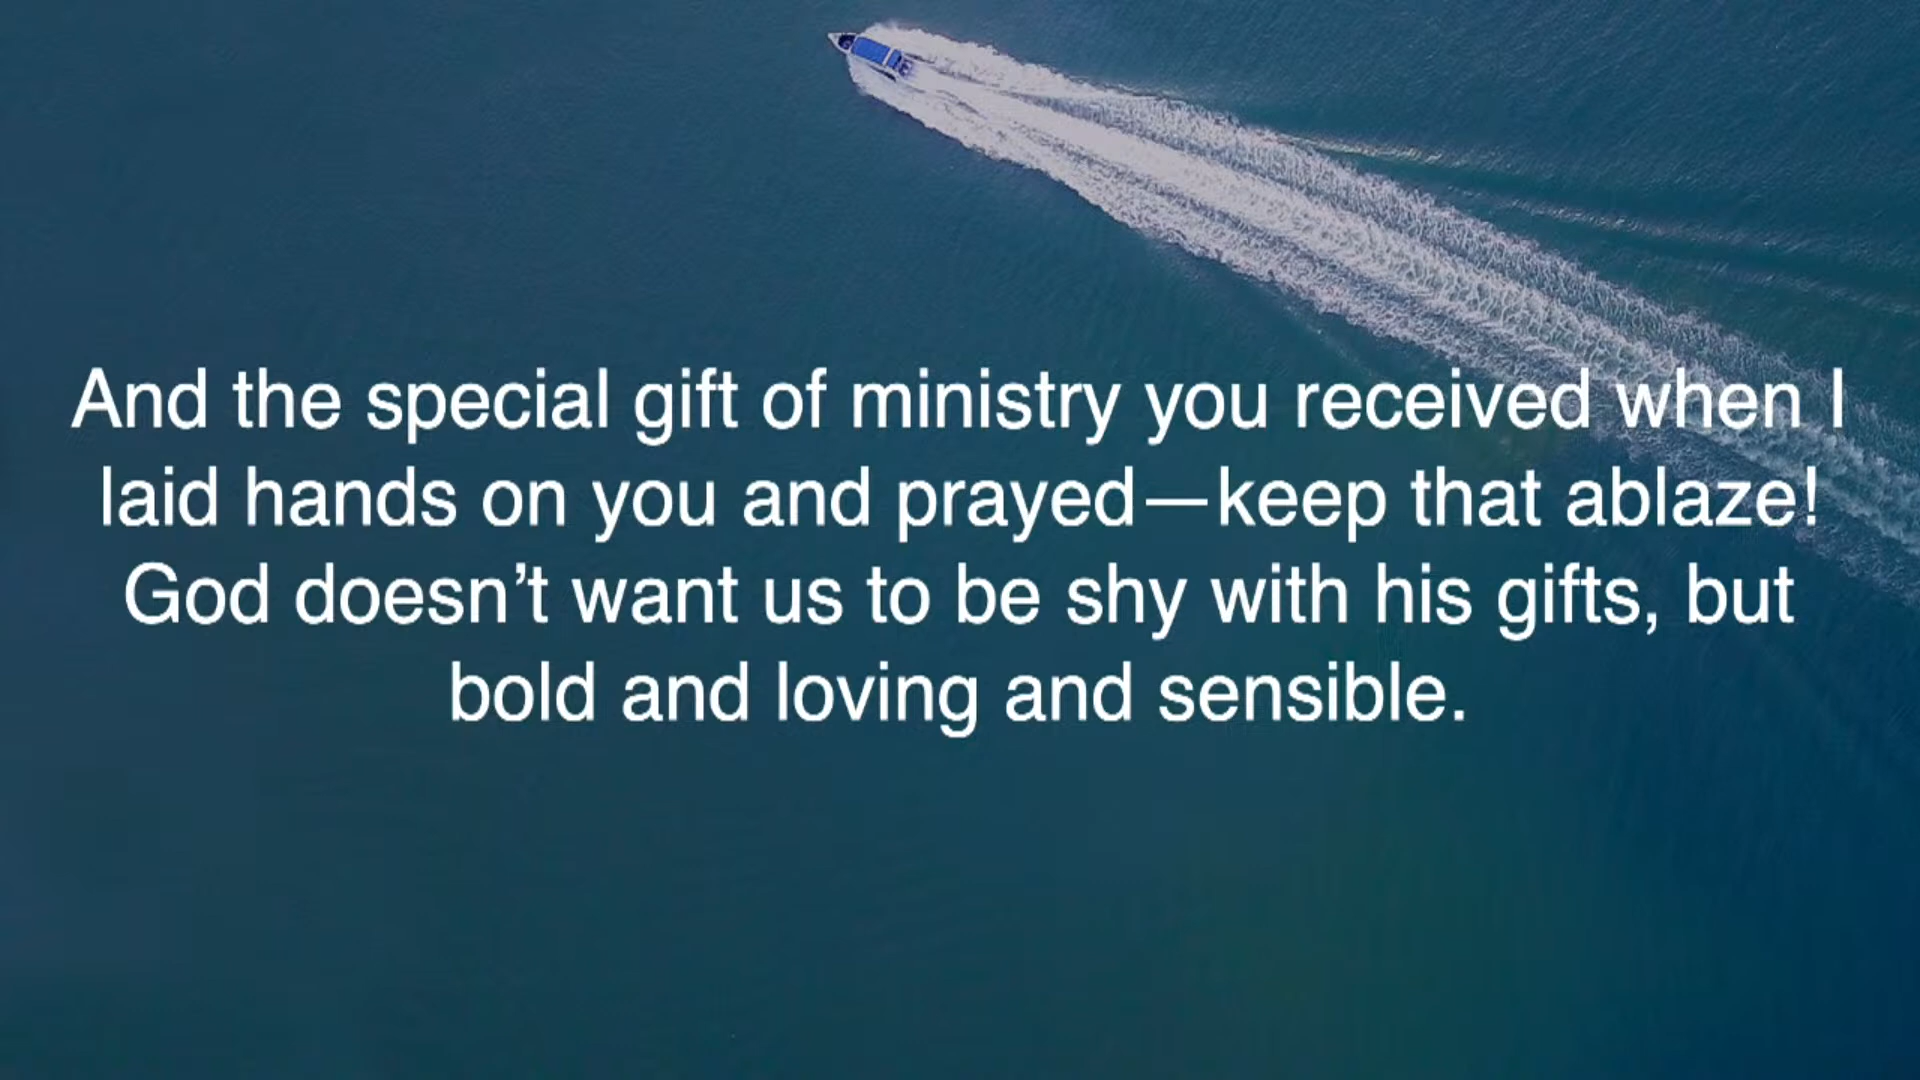 And the special gift of ministry you received when I
laid hands on you and prayed—keep that ablaze!
God doesn’t want us to be shy with his gifts, but
bold and loving and sensible.